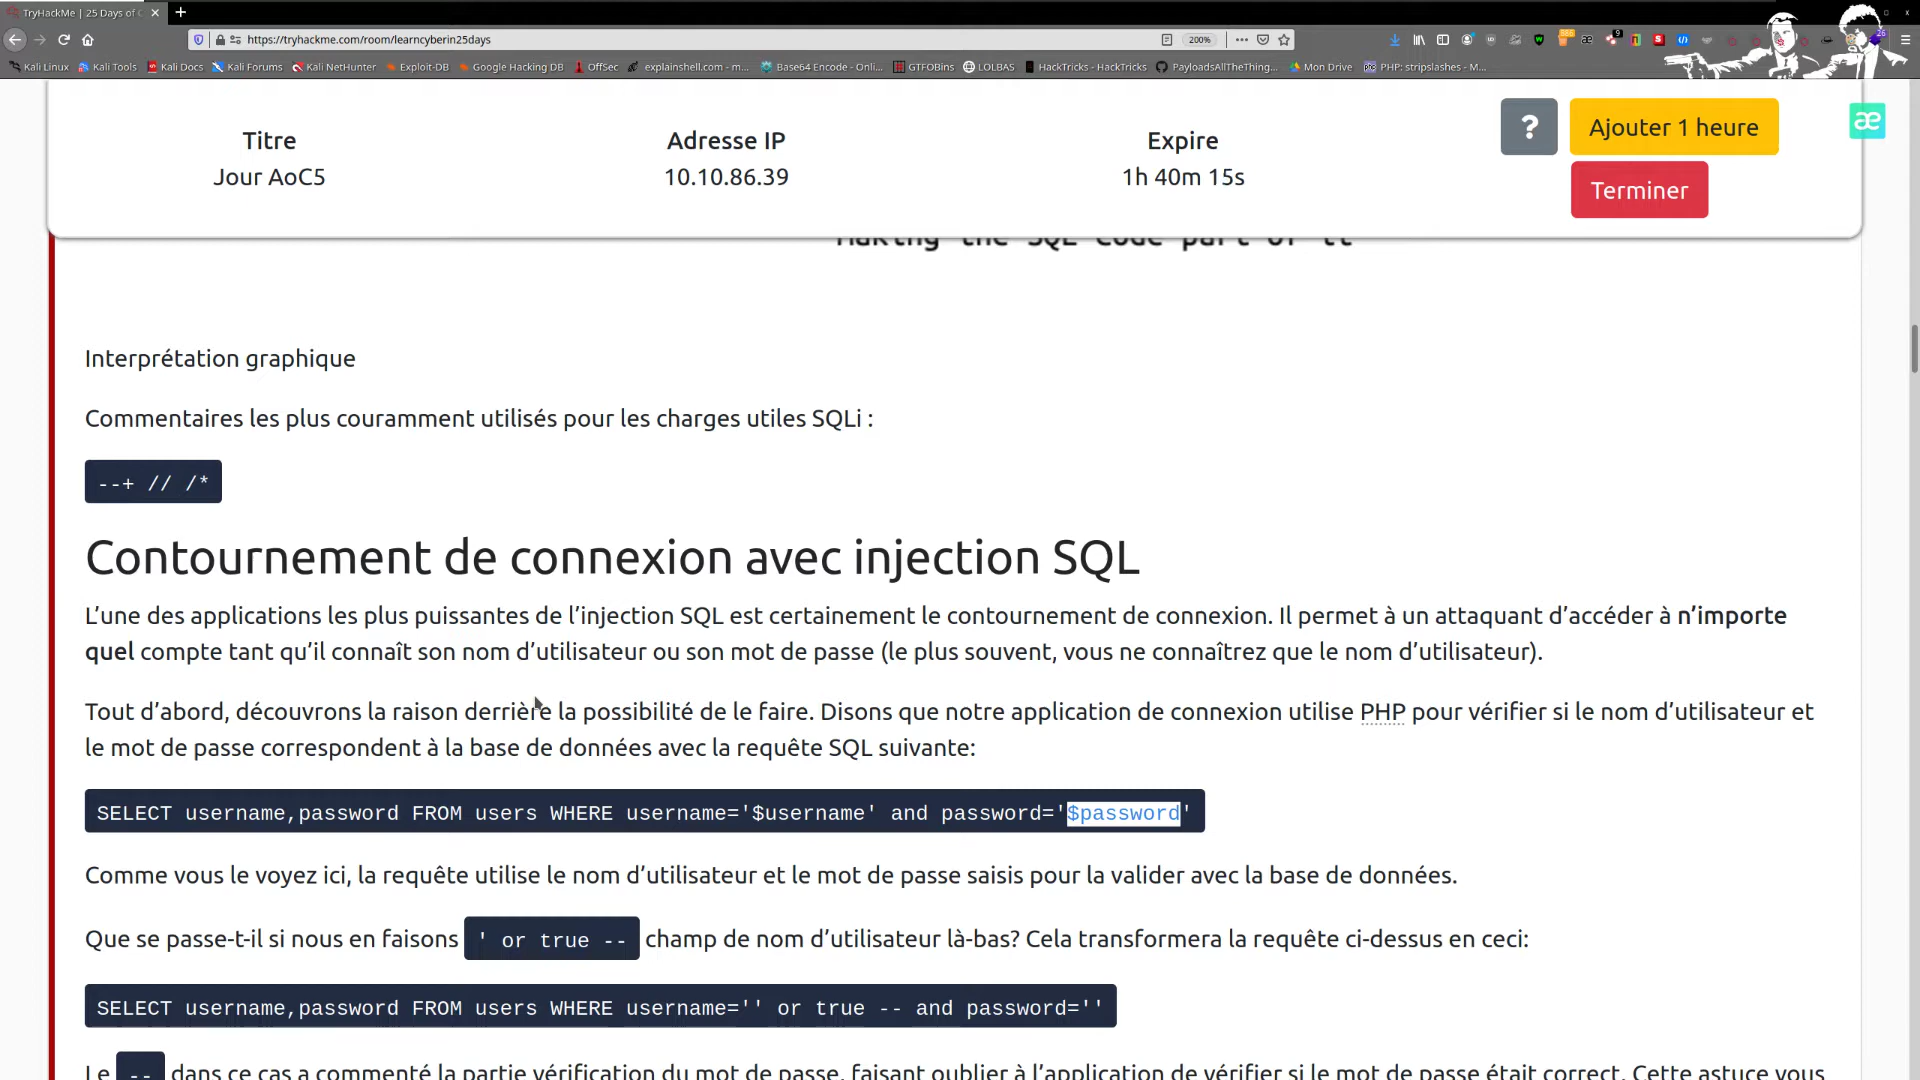 TryHackMe | 25 Days of C
https://tryhackme.com/room/learncyberin25days
200%
Kali Linux
Kali Tools
Kali Docs
Kali Forums
Kali NetHunter
Exploit-DB
Google Hacking DB
OffSec
explainshell.com - m...
Base64 Encode - Onli...
GTFOBins
LOLBAS
HackTricks - HackTricks
PayloadsAllTheThing...
Mon Drive
PHP: stripslashes - M...
Titre
Adresse IP
Expire
Jour AoC5
10.10.86.39
1h 40m 15s
?
Ajouter 1 heure
Terminer
æ
Making the SQL code part of it
Interprétation graphique
Commentaires les plus couramment utilisés pour les charges utiles SQLi :
--+ // /*
Contournement de connexion avec injection SQL
L’une des applications les plus puissantes de l’injection SQL est certainement le contournement de connexion. Il permet à un attaquant d’accéder à n’importe
quel compte tant qu’il connaît son nom d’utilisateur ou son mot de passe (le plus souvent, vous ne connaîtrez que le nom d’utilisateur).
Tout d’abord, découvrons la raison derrière la possibilité de le faire. Disons que notre application de connexion utilise PHP pour vérifier si le nom d’utilisateur et
le mot de passe correspondent à la base de données avec la requête SQL suivante:
SELECT username,password FROM users WHERE username='$username' and password='$password'
Comme vous le voyez ici, la requête utilise le nom d’utilisateur et le mot de passe saisis pour la valider avec la base de données.
Que se passe-t-il si nous en faisons ' or true -- champ de nom d’utilisateur là-bas? Cela transformera la requête ci-dessus en ceci:
SELECT username,password FROM users WHERE username='' or true -- and password=''
Le -- dans ce cas a commenté la partie vérification du mot de passe, faisant oublier à l’application de vérifier si le mot de passe était correct. Cette astuce vous